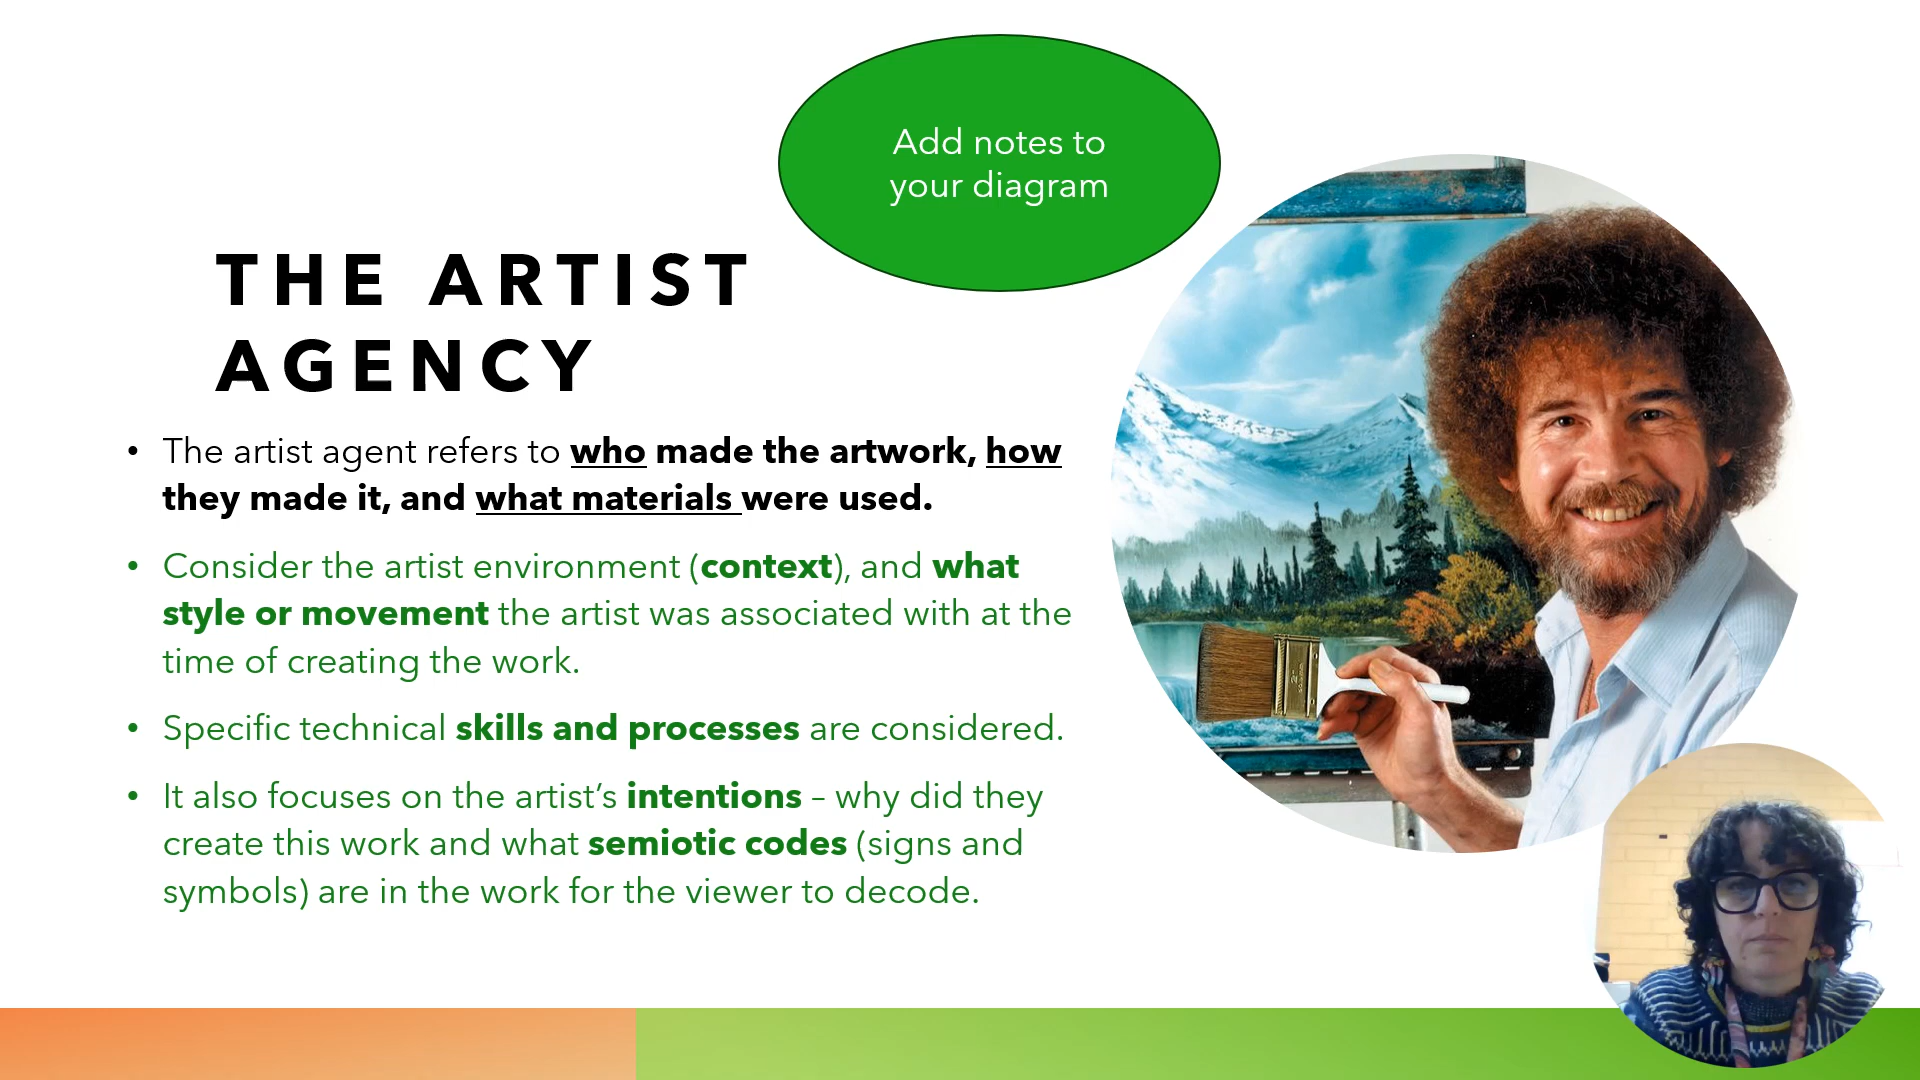 Add notes to
your diagram
THE ARTIST
AGENCY
• The artist agent refers to who made the artwork, how
they made it, and what materials were used.
• Consider the artist environment (context), and what
style or movement the artist was associated with at the
time of creating the work.
• Specific technical skills and processes are considered.
• It also focuses on the artist’s intentions – why did they
create this work and what semiotic codes (signs and
symbols) are in the work for the viewer to decode.